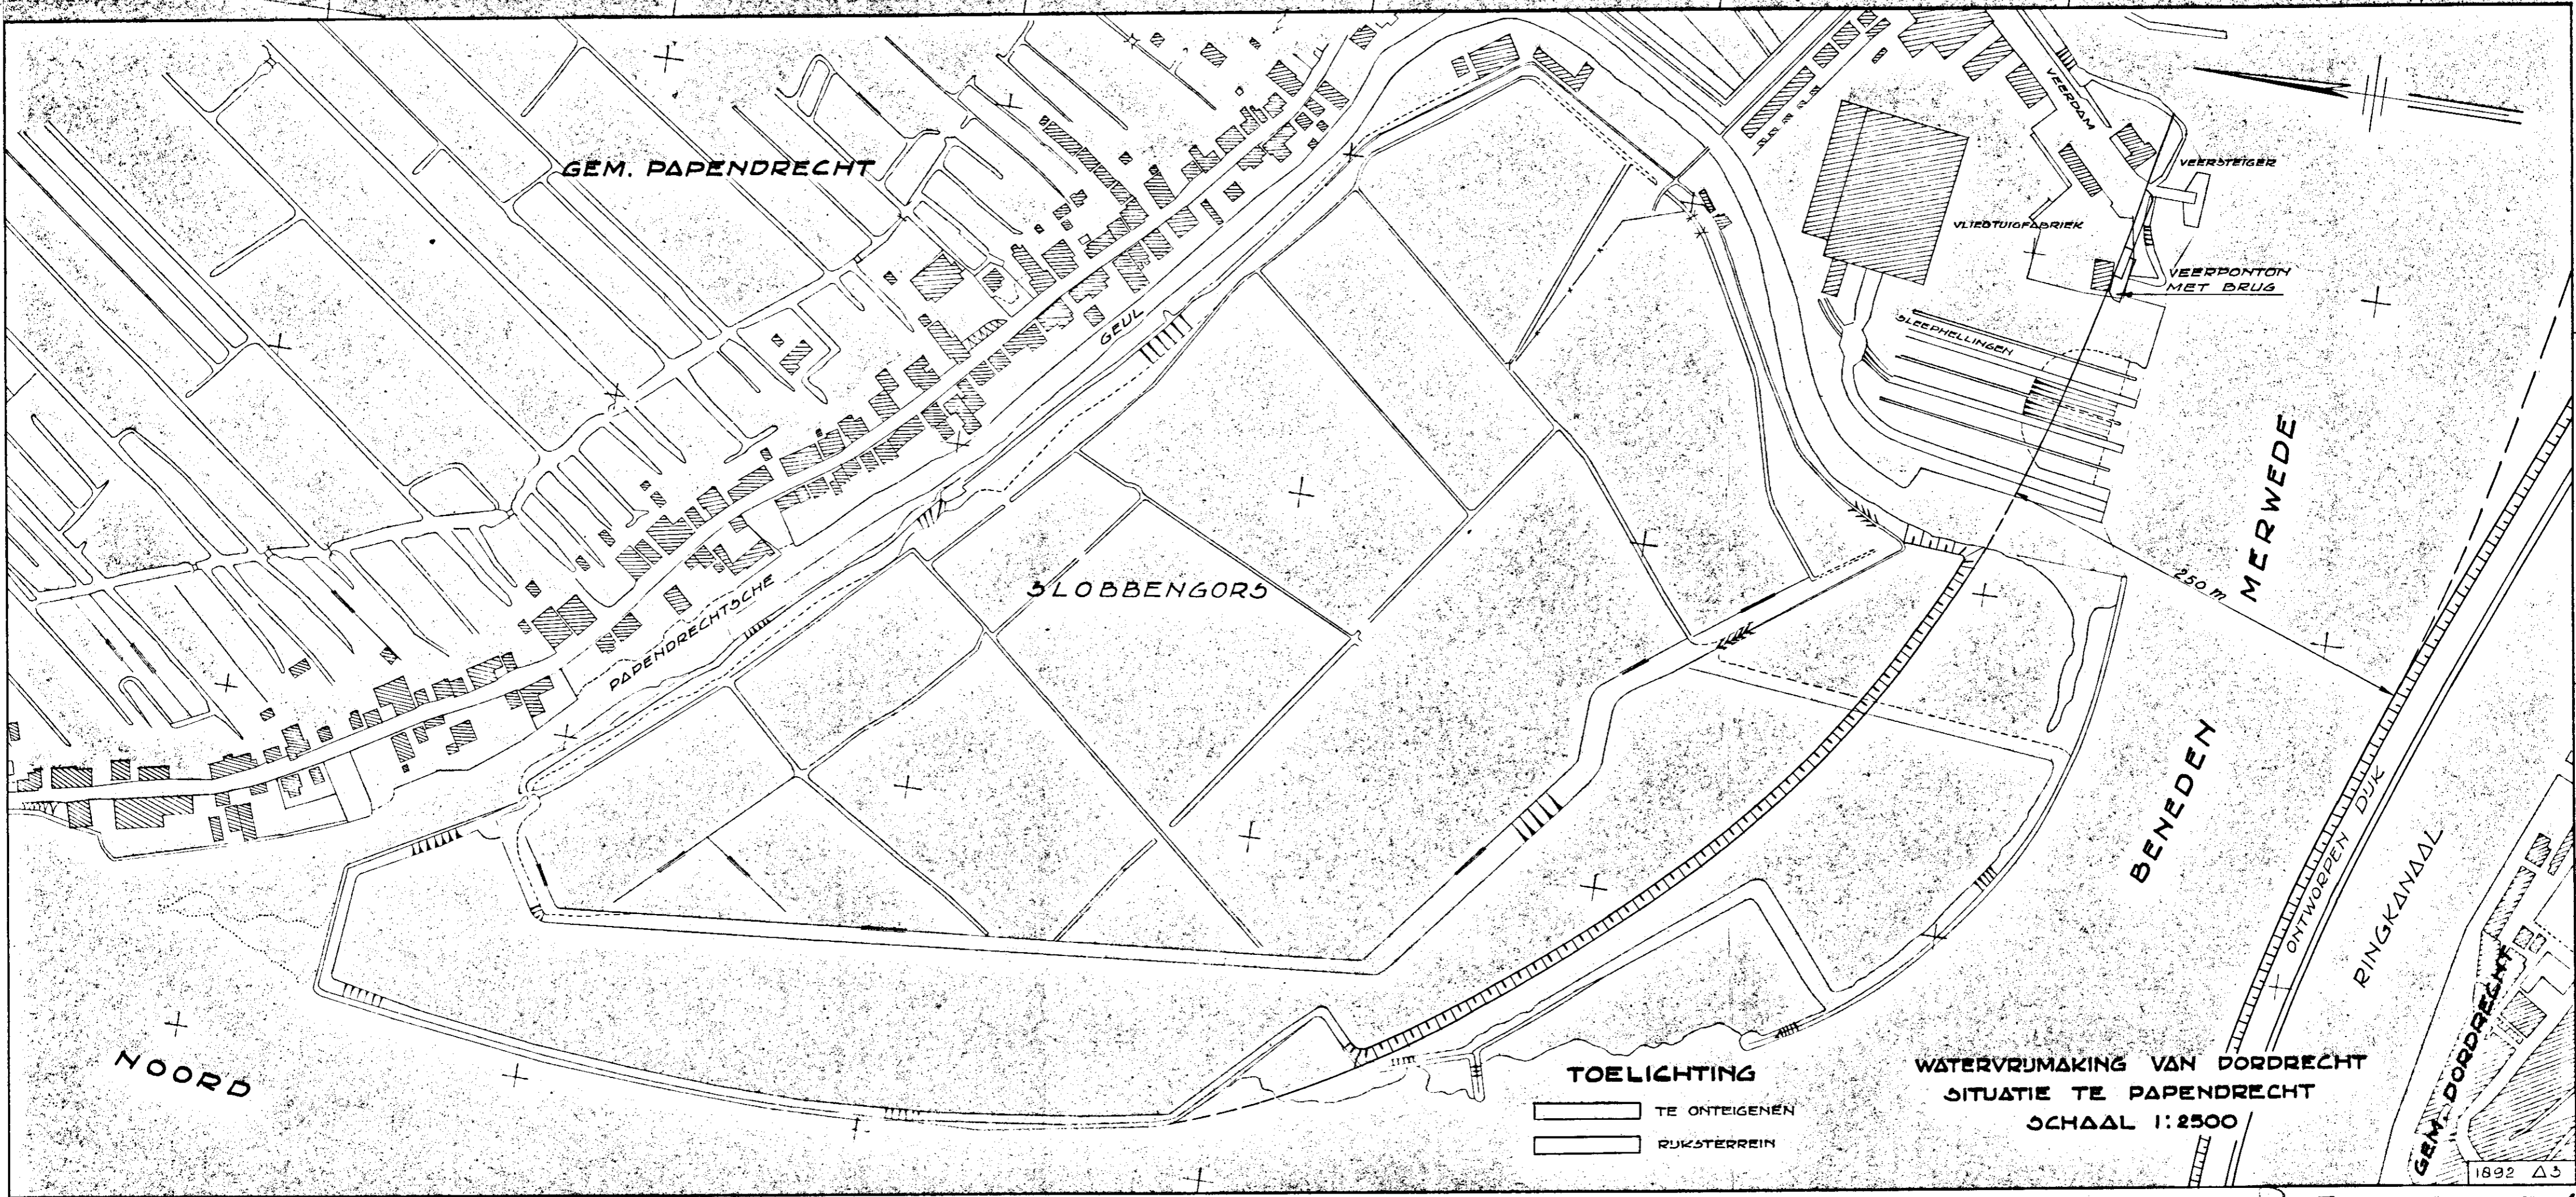 GEM. PAPENDRECHT
VEERDAM
VEERSTEIGER
VLIEGTUIGFABRIEK
VEERPONTON
MET BRUG
GEUL
SLEEPHELLINGEN
MERWEDE
SLOBBENGORS
250 m
PAPENDRECHTSCHE
BENEDEN
ONTWORPEN DIJK
RINGKANAAL
NOORD
GEM. DORDRECHT
TOELICHTING
TE ONTEIGENEN
RIJKSTERREIN
WATERVRIJMAKING VAN DORDRECHT
SITUATIE TE PAPENDRECHT
SCHAAL 1:2500
1892 A3